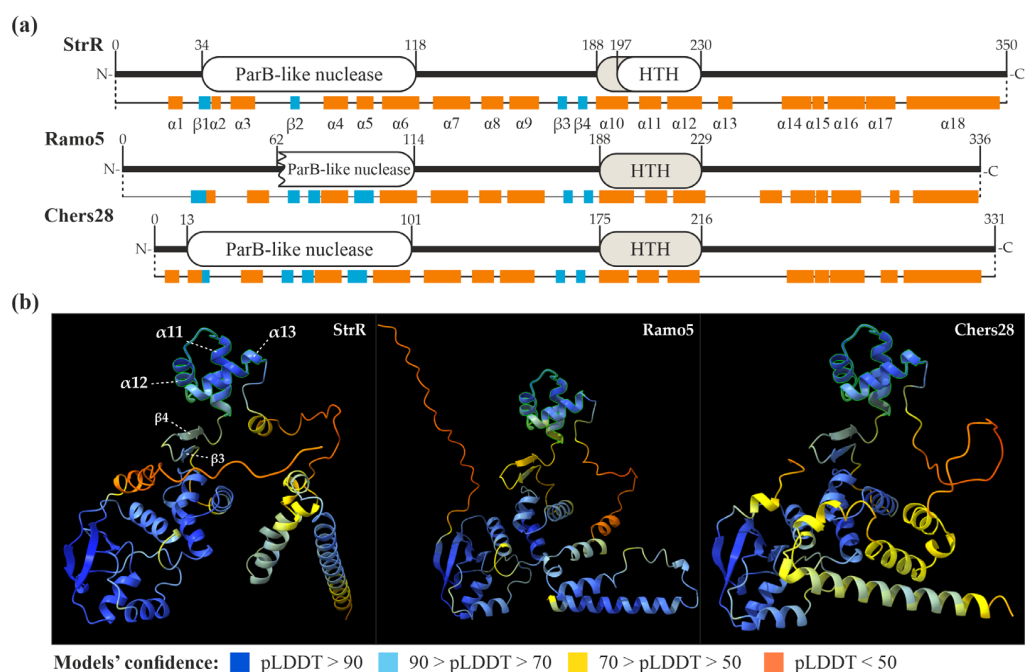 (a)
0 34 118 188 197 230 350
StrR
N- ParB-like nuclease HTH -C
α1 β1 α2 α3 β2 α4 α5 α6 α7 α8 α9 β3 β4 α10 α11 α12 α13 α14 α15 α16 α17 α18
Ramo5
0 62 114 188 229 336
N- ParB-like nuclease HTH -C
Chers28
0 13 101 175 216 331
N- ParB-like nuclease HTH -C
(b)
StrR Ramo5 Chers28
α11 α13
α12
β4
β3
Models' confidence: pLDDT > 90 90 > pLDDT > 70 70 > pLDDT > 50 pLDDT < 50